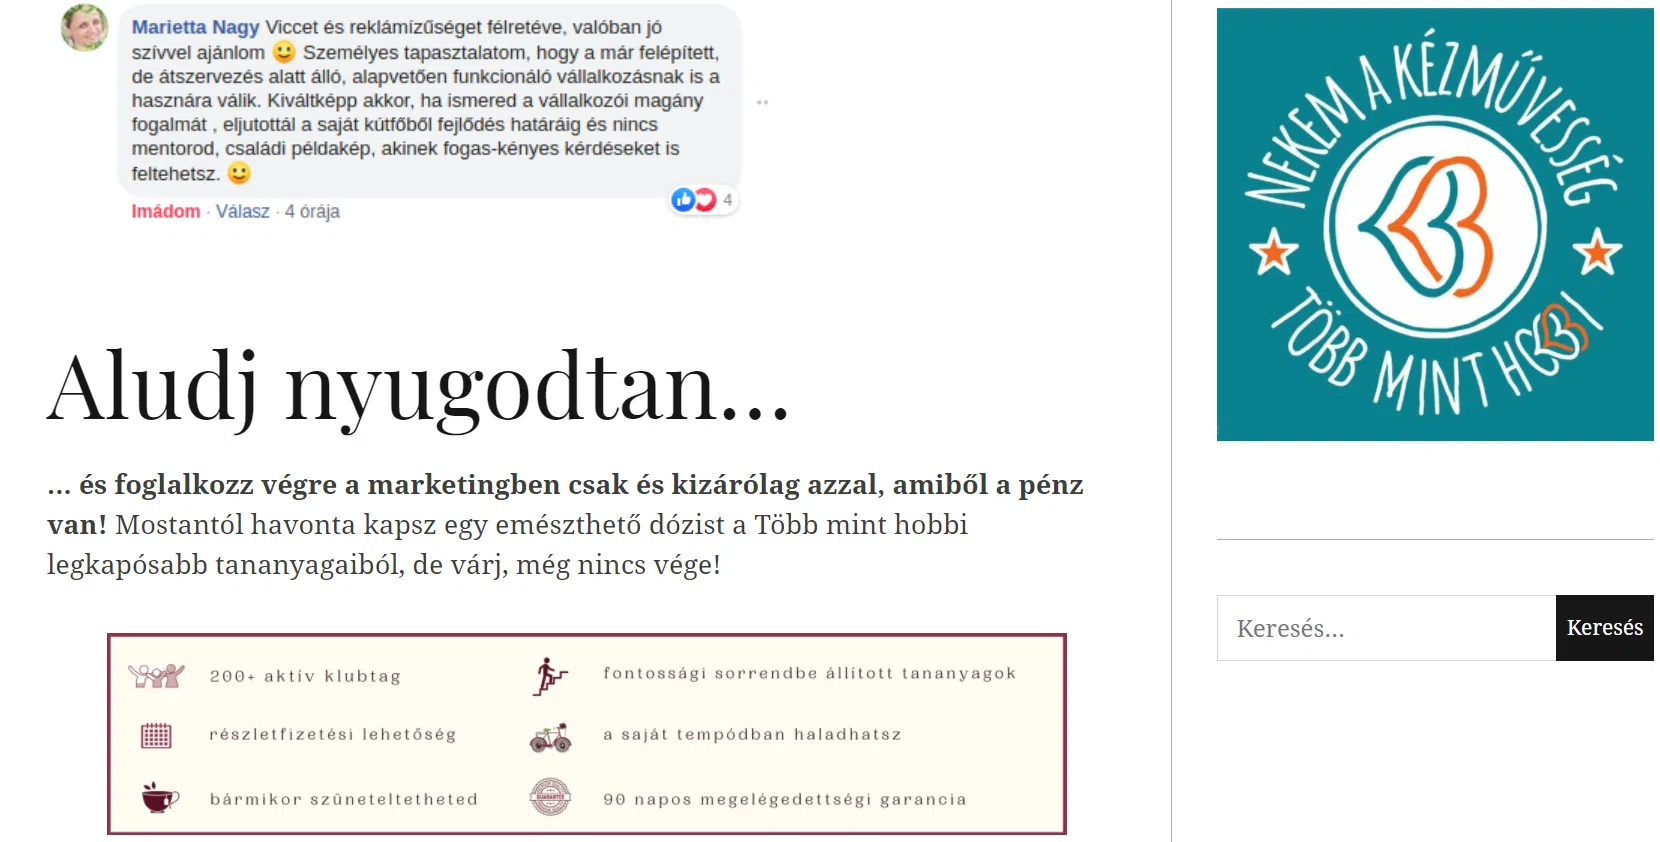 Marietta Nagy Viccet és reklámízűséget félretéve, valóban jó
szívvel ajánlom 🙂 Személyes tapasztalatom, hogy a már felépített,
de átszervezés alatt álló, alapvetően funkcionáló vállalkozásnak is a
hasznára válik. Kiváltképp akkor, ha ismered a vállalkozói magány
fogalmát , eljutottál a saját kútfőből fejlődés határáig és nincs
mentorod, családi példakép, akinek fogas-kényes kérdéseket is
feltehetsz. 🙂
4
Imádom · Válasz · 4 órája
Aludj nyugodtan...
... és foglalkozz végre a marketingben csak és kizárólag azzal, amiből a pénz
van! Mostantól havonta kapsz egy emészthető dózist a Több mint hobbi
legkapósabb tananyagaiból, de várj, még nincs vége!
200+ aktív klubtag
fontossági sorrendbe állított tananyagok
részletfizetési lehetőség
a saját tempódban haladhatsz
bármikor szüneteltetheted
GUARANTEE
90 napos megelégedettségi garancia
NEKEM A KÉZMŰVESSÉG
TÖBB MINT HOBBI
Keresés...
Keresés